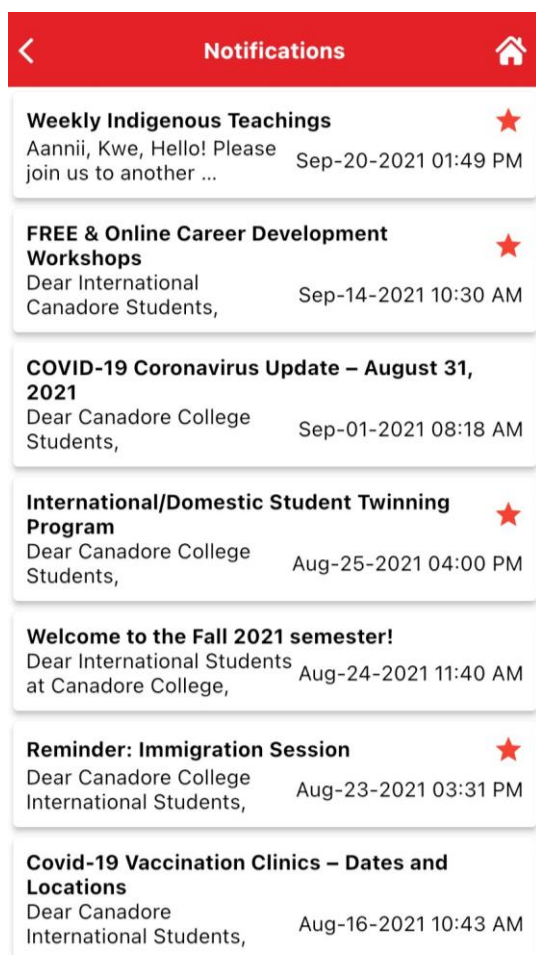 Notifications
Weekly Indigenous Teachings
Aannii, Kwe, Hello! Please
join us to another ...
Sep-20-2021 01:49 PM
FREE & Online Career Development
Workshops
Dear International
Canadore Students,
Sep-14-2021 10:30 AM
COVID-19 Coronavirus Update – August 31,
2021
Dear Canadore College
Students,
Sep-01-2021 08:18 AM
International/Domestic Student Twinning
Program
Dear Canadore College
Students,
Aug-25-2021 04:00 PM
Welcome to the Fall 2021 semester!
Dear International Students
at Canadore College,
Aug-24-2021 11:40 AM
Reminder: Immigration Session
Dear Canadore College
International Students,
Aug-23-2021 03:31 PM
Covid-19 Vaccination Clinics – Dates and
Locations
Dear Canadore
International Students,
Aug-16-2021 10:43 AM